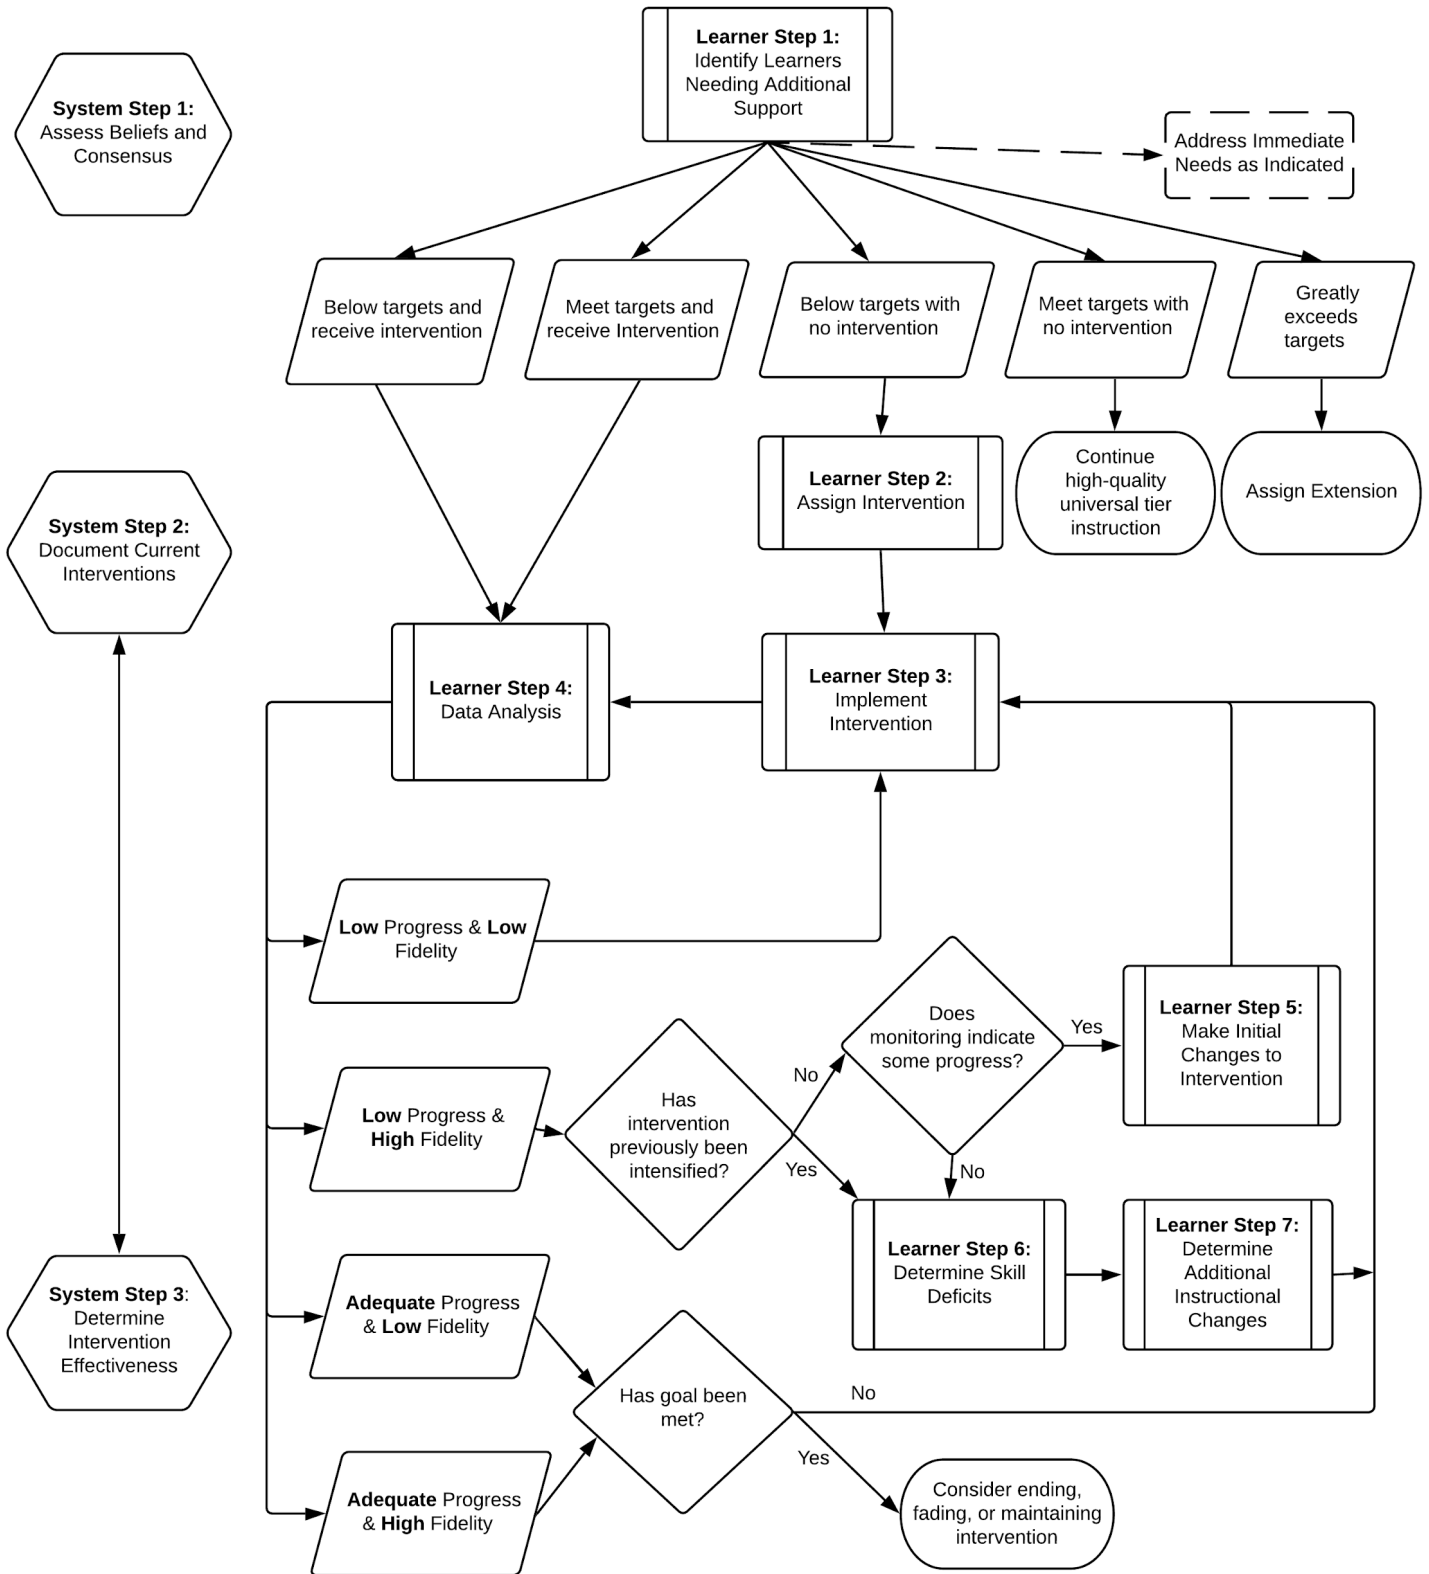 Learner Step 1:
Identify Learners
Needing Additional
Support
System Step 1:
Assess Beliefs and
Consensus
Address Immediate
Needs as Indicated
Below targets and
receive intervention
Meet targets and
receive Intervention
Below targets with
no intervention
Meet targets with
no intervention
Greatly
exceeds
targets
Learner Step 2:
Assign Intervention
Continue
high-quality
universal tier
instruction
Assign Extension
System Step 2:
Document Current
Interventions
Learner Step 4:
Data Analysis
Learner Step 3:
Implement
Intervention
Low Progress & Low
Fidelity
Does
monitoring indicate
some progress?
Yes
Learner Step 5:
Make Initial
Changes to
Intervention
No
Low Progress &
High Fidelity
Has
intervention
previously been
intensified?
Yes
No
Learner Step 6:
Determine Skill
Deficits
Learner Step 7:
Determine
Additional
Instructional
Changes
System Step 3:
Determine
Intervention
Effectiveness
Adequate Progress
& Low Fidelity
Has goal been
met?
No
Yes
Adequate Progress
& High Fidelity
Consider ending,
fading, or maintaining
intervention